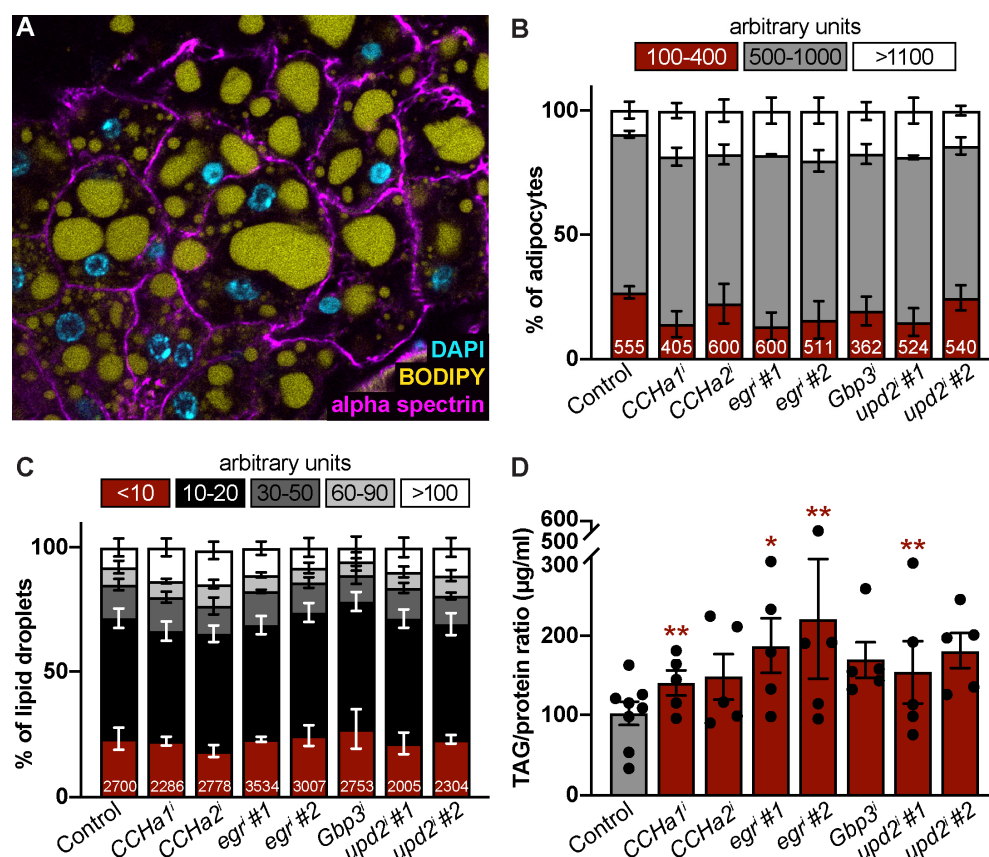 A
DAPI
BODIPY
alpha spectrin
B
arbitrary units
100-400 500-1000 >1100
% of adipocytes
100
50
0
555 405 600 600 511 362 524 540
Control CCHa1ⁱ CCHa2ⁱ egrⁱ #1 egrⁱ #2 Gbp3ⁱ upd2ⁱ #1 upd2ⁱ #2
C
arbitrary units
<10 10-20 30-50 60-90 >100
% of lipid droplets
100
50
0
2700 2286 2778 3534 3007 2753 2005 2304
Control CCHa1ⁱ CCHa2ⁱ egrⁱ #1 egrⁱ #2 Gbp3ⁱ upd2ⁱ #1 upd2ⁱ #2
D
TAG/protein ratio (µg/ml)
600
500
300
200
100
0
** * ** **
Control CCHa1ⁱ CCHa2ⁱ egrⁱ #1 egrⁱ #2 Gbp3ⁱ upd2ⁱ #1 upd2ⁱ #2